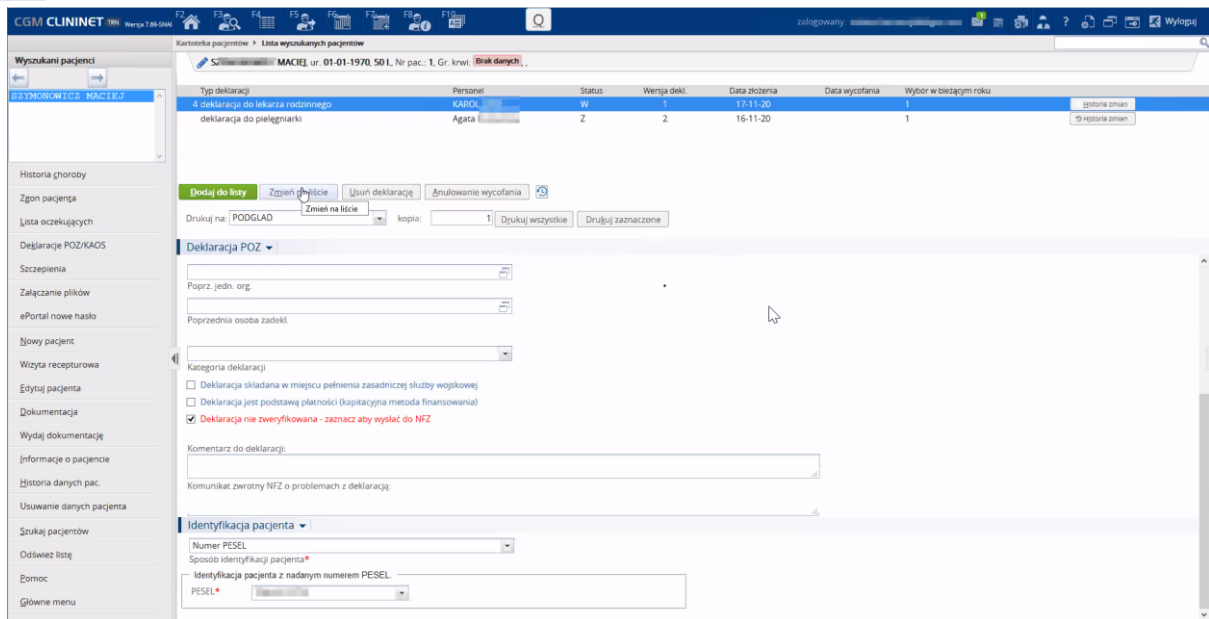 CGM CLININET TRN Wersja 7.89-SNAI F2 F3 F4 F5 F6 F7 F8 F10 Q zalogowany: ? Wyloguj
Kartoteka pacjentów Lista wyszukanych pacjentów
Wyszukani pacjenci
MACIEJ, ur. 01-01-1970, 50 l., Nr pac.: 1, Gr. krwi: Brak danych , ,
SZYMONOWICZ MACIEJ
Typ deklaracji Personel Status Wersja dekl. Data złożenia Data wycofania Wybor w bieżącym roku
4 deklaracja do lekarza rodzinnego KAROL W 1 17-11-20 1 Historia zmian
deklaracja do pielęgniarki Agata Z 2 16-11-20 1 Historia zmian
Historia choroby
Zgon pacjenta
Lista oczekujących
Deklaracje POZ/KAOS
Szczepienia
Załączanie plików
ePortal nowe hasło
Nowy pacjent
Wizyta recepturowa
Edytuj pacjenta
Dokumentacja
Wydaj dokumentację
Informacje o pacjencie
Historia danych pac.
Usuwanie danych pacjenta
Szukaj pacjentów
Odśwież listę
Pomoc
Główne menu
Dodaj do listy Zmień na liście Usuń deklarację Anulowanie wycofania
Zmień na liście
Drukuj na: PODGLAD kopia: 1 Drukuj wszystkie Drukuj zaznaczone
Deklaracja POZ
Poprz. jedn. org.
Poprzednia osoba zadekl.
Kategoria deklaracji
Deklaracja składana w miejscu pełnienia zasadniczej służby wojskowej
Deklaracja jest podstawą płatności (kapitacyjna metoda finansowania)
Deklaracja nie zweryfikowana - zaznacz aby wysłać do NFZ
Komentarz do deklaracji:
Komunikat zwrotny NFZ o problemach z deklaracją:
Identyfikacja pacjenta
Numer PESEL
Sposób identyfikacji pacjenta*
Identyfikacja pacjenta z nadanym numerem PESEL.
PESEL*